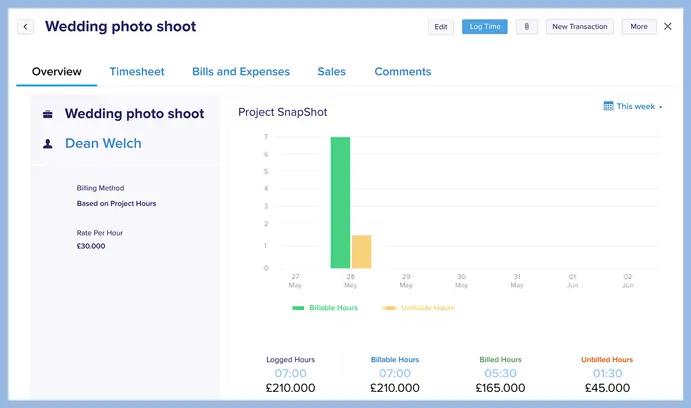 Wedding photo shoot
Edit
Log Time
New Transaction
More
Overview
Timesheet
Bills and Expenses
Sales
Comments
Wedding photo shoot
Dean Welch
Billing Method
Based on Project Hours
Rate Per Hour
£30.000
Project SnapShot
This week
7
6
5
4
3
2
1
0
27 28 29 30 31 01 02
May May May May May Jun Jun
Billable Hours
Unbillable Hours
Logged Hours Billable Hours Billed Hours Unbilled Hours
07:00 07:00 05:30 01:30
£210.000 £210.000 £165.000 £45.000